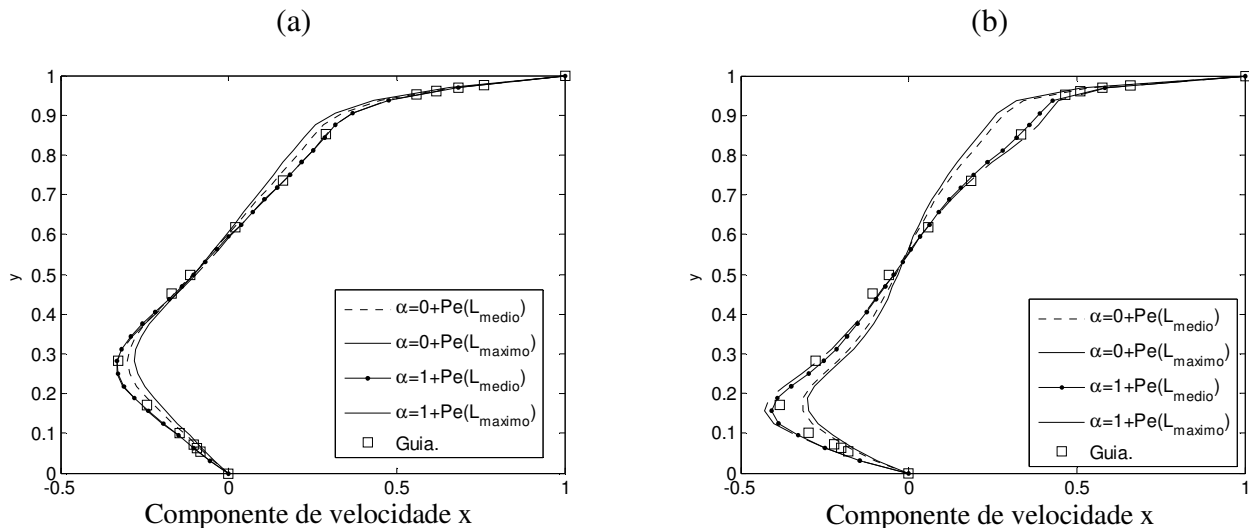 (a)
1
0.9
0.8
0.7
0.6
0.5
0.4
0.3
0.2
0.1
0
y
-0.5 0 0.5 1
Componente de velocidade x
α=0+Pe(L_medio)
α=0+Pe(L_maximo)
α=1+Pe(L_medio)
α=1+Pe(L_maximo)
Guia.
(b)
1
0.9
0.8
0.7
0.6
0.5
0.4
0.3
0.2
0.1
0
y
-0.5 0 0.5 1
Componente de velocidade x
α=0+Pe(L_medio)
α=0+Pe(L_maximo)
α=1+Pe(L_medio)
α=1+Pe(L_maximo)
Guia.